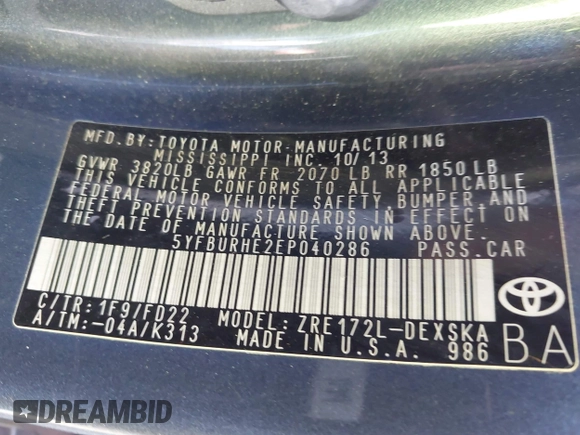 MFD. BY: TOYOTA MOTOR MANUFACTURING
MISSISSIPPI INC. 10/13
GVWR 3820LB GAWR FR 2070 LB RR 1850 LB
THIS VEHICLE CONFORMS TO ALL APPLICABLE
FEDERAL MOTOR VEHICLE SAFETY, BUMPER, AND
THEFT PREVENTION STANDARDS IN EFFECT ON
THE DATE OF MANUFACTURE SHOWN ABOVE.
5YFBURHE2EP040286 PASS. CAR
C/TR: 1F9/FD22 MODEL: ZRE172L-DEXSKA
A/TM: -04A/K313 MADE IN U.S.A. 986
BA
DREAMBID